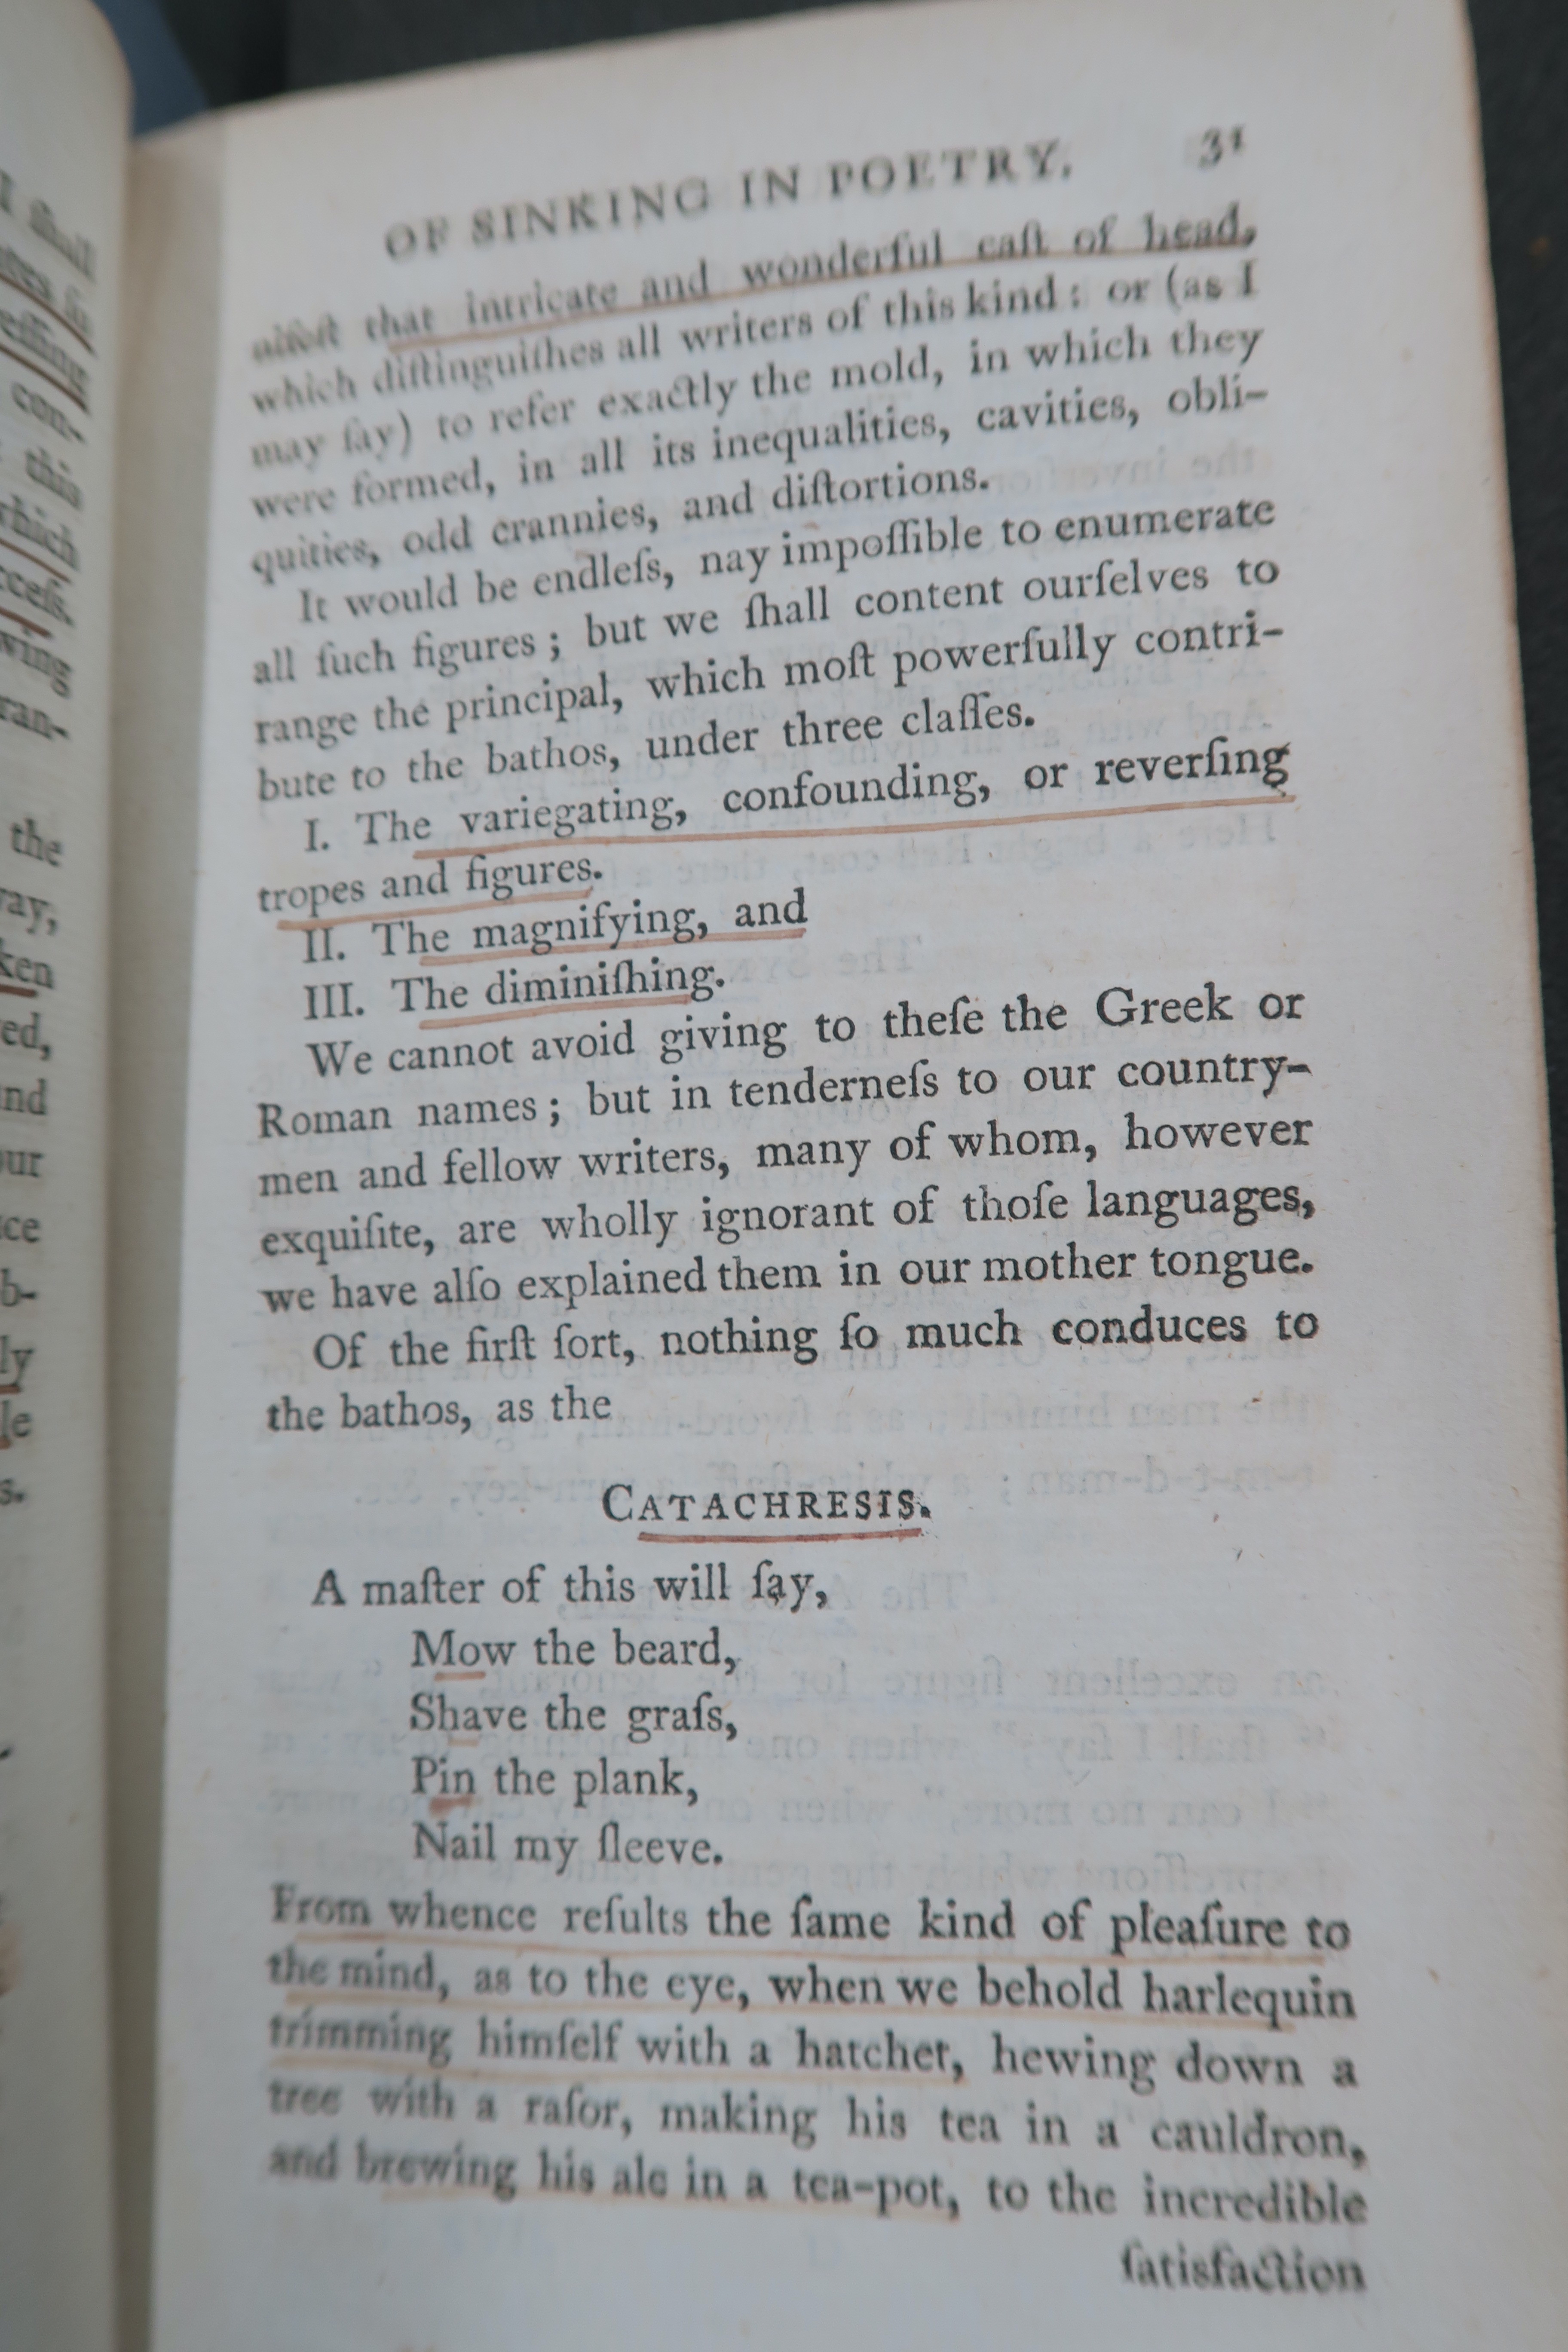 OF SINKING IN POETRY. 31
nifeſt that intricate and wonderful caſt of head,
which diſtinguiſhes all writers of this kind: or (as I
may ſay) to refer exactly the mold, in which they
were formed, in all its inequalities, cavities, obli-
quities, odd crannies, and diſtortions.
It would be endleſs, nay impoſſible to enumerate
all ſuch figures; but we ſhall content ourſelves to
range the principal, which moſt powerfully contri-
bute to the bathos, under three claſſes.
I. The variegating, confounding, or reverſing
tropes and figures.
II. The magnifying, and
III. The diminiſhing.
We cannot avoid giving to theſe the Greek or
Roman names; but in tenderneſs to our country-
men and fellow writers, many of whom, however
exquiſite, are wholly ignorant of thoſe languages,
we have alſo explained them in our mother tongue.
Of the firſt ſort, nothing ſo much conduces to
the bathos, as the
CATACHRESIS.
A maſter of this will ſay,
Mow the beard,
Shave the graſs,
Pin the plank,
Nail my ſleeve.
From whence reſults the ſame kind of pleaſure to
the mind, as to the eye, when we behold harlequin
trimming himſelf with a hatchet, hewing down a
tree with a raſor, making his tea in a cauldron,
and brewing his ale in a tea-pot, to the incredible
ſatisfaction